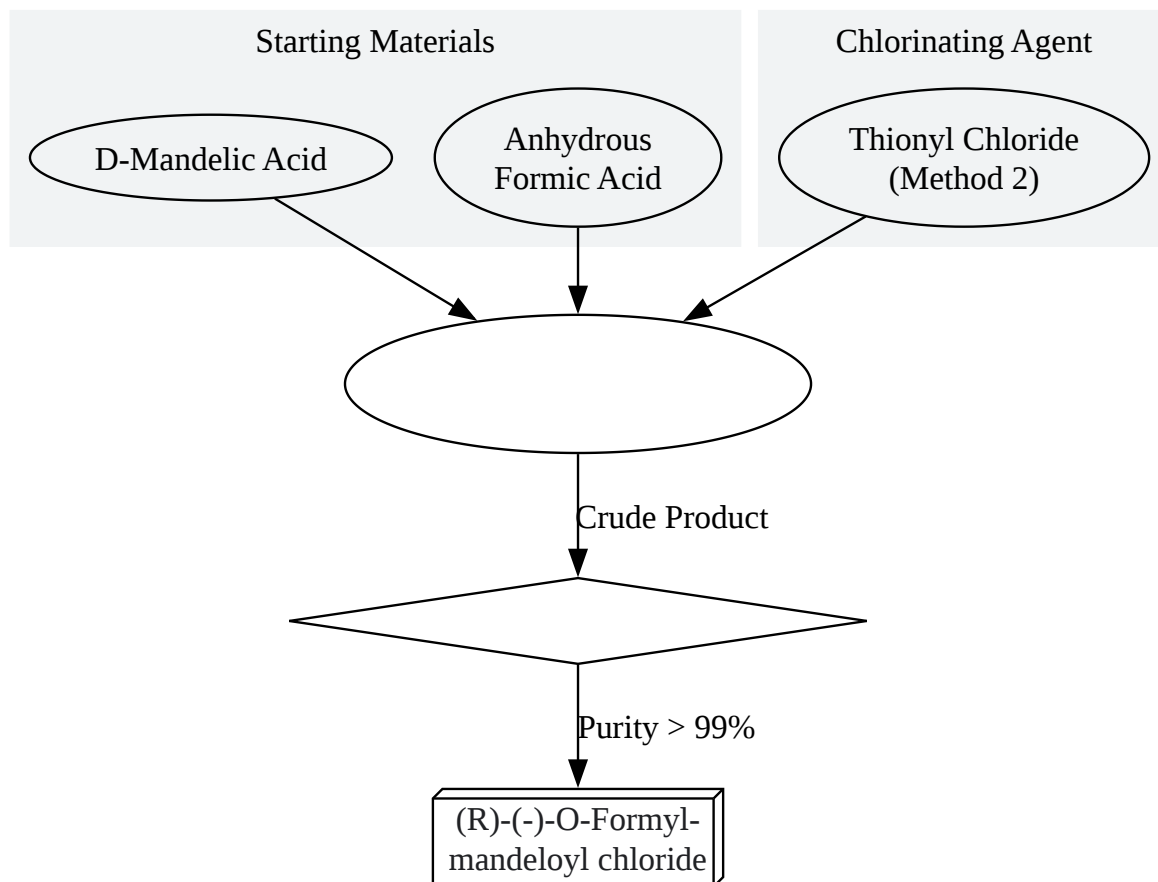 Starting Materials
Chlorinating Agent
D-Mandelic Acid
Anhydrous
Formic Acid
Thionyl Chloride
(Method 2)
Crude Product
Purity > 99%
(R)-(-)-O-Formyl-
mandeloyl chloride